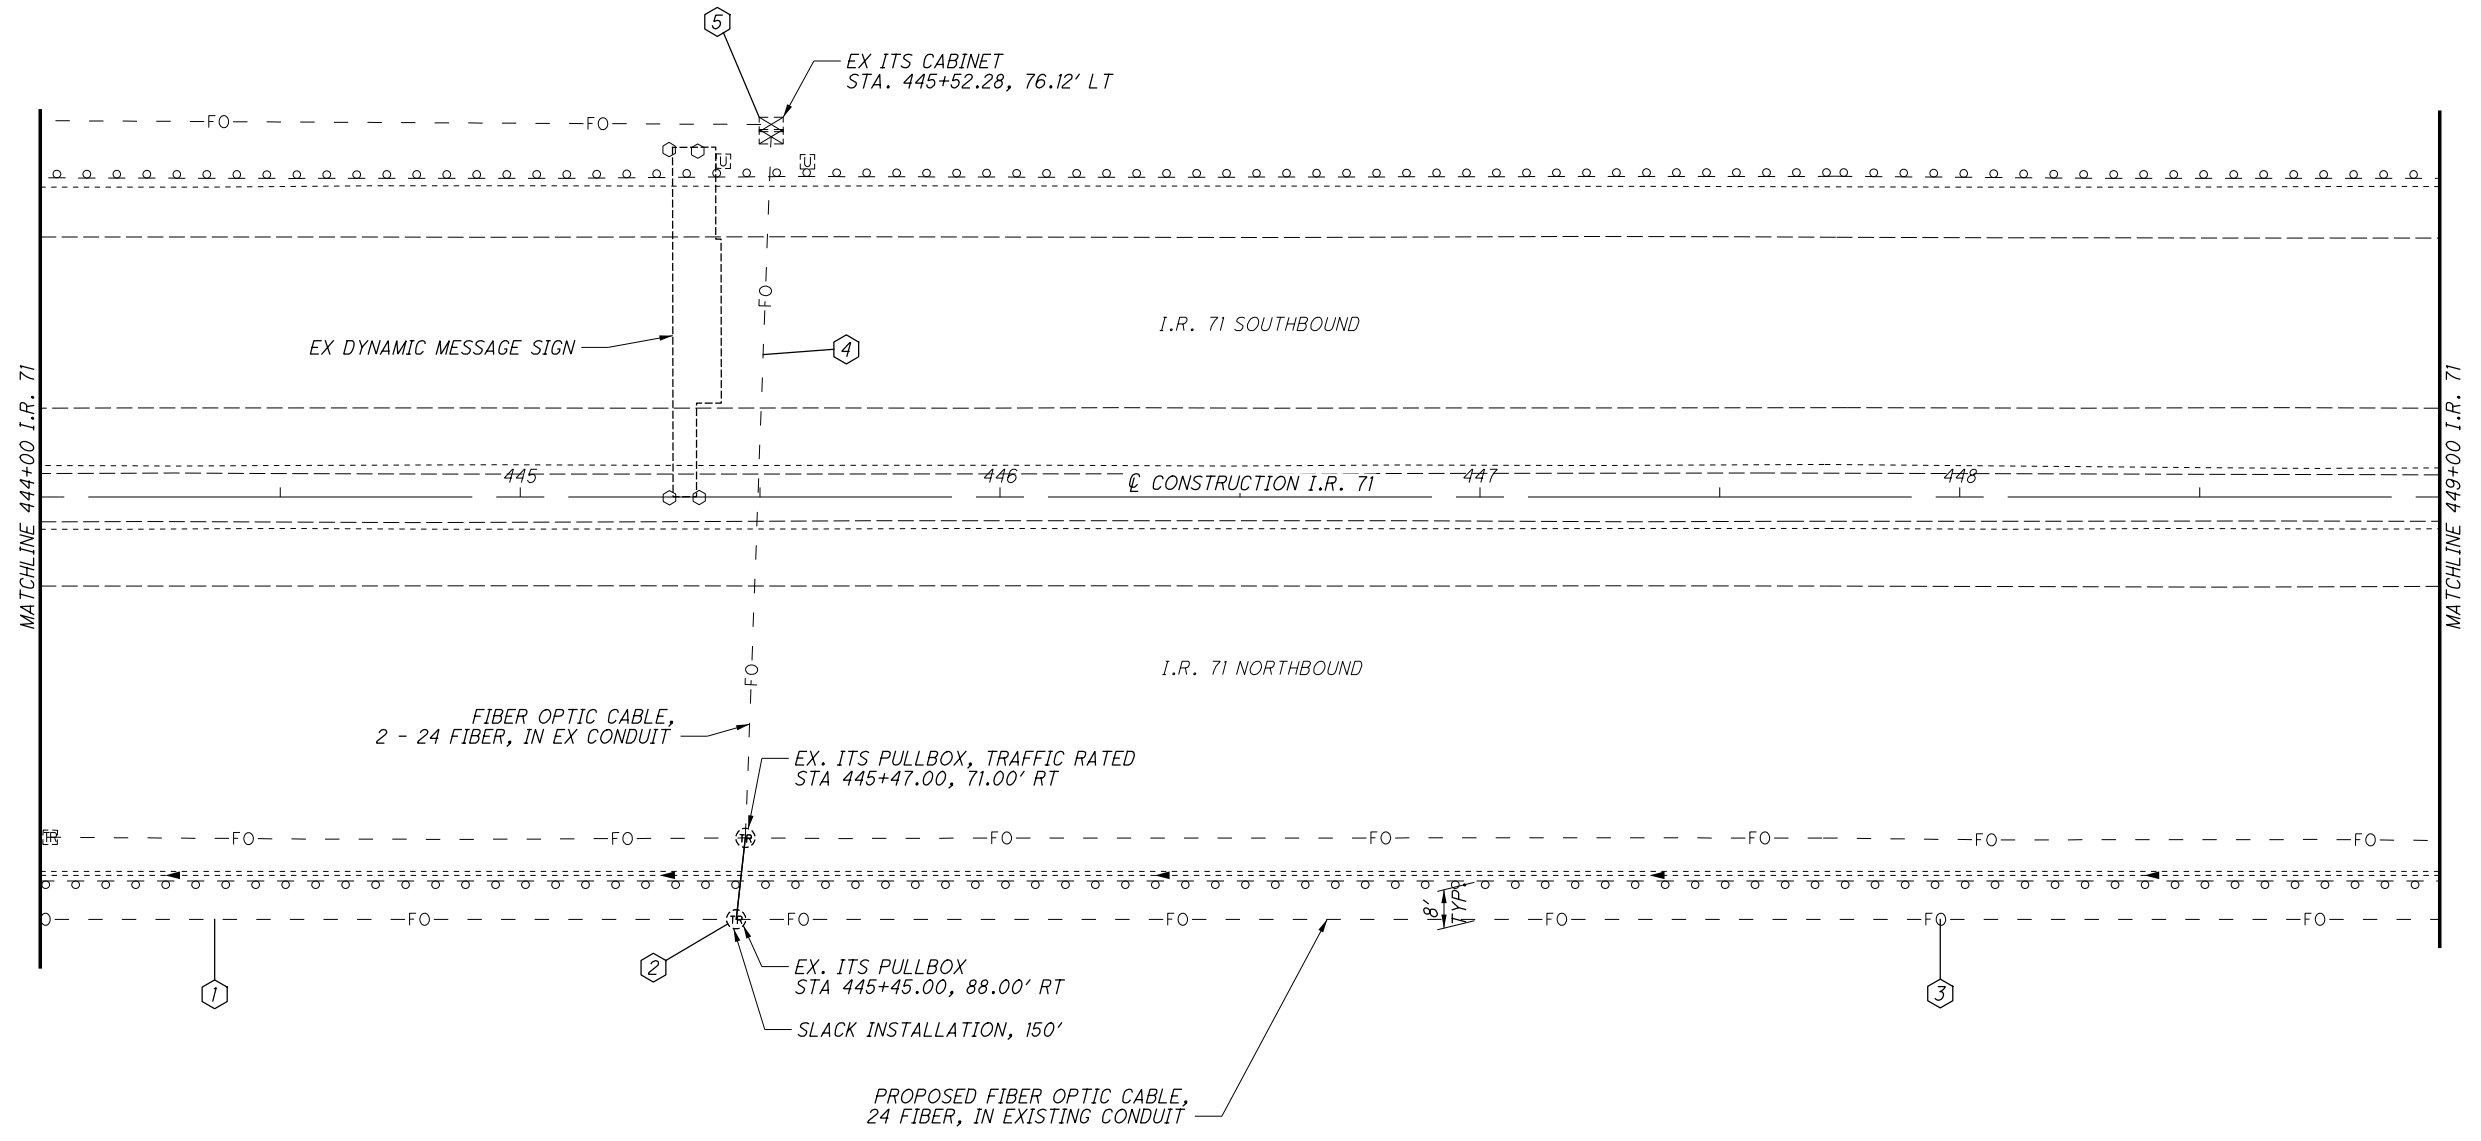 5
EX ITS CABINET
STA. 445+52.28, 76.12' LT
FO
FO
U
U
FO
I.R. 71 SOUTHBOUND
EX DYNAMIC MESSAGE SIGN
4
MATCHLINE 444+00 I.R. 71
MATCHLINE 449+00 I.R. 71
445
446
447
448
℄ CONSTRUCTION I.R. 71
I.R. 71 NORTHBOUND
FO
FIBER OPTIC CABLE,
2 - 24 FIBER, IN EX CONDUIT
EX. ITS PULLBOX, TRAFFIC RATED
STA 445+47.00, 71.00' RT
TR
FO
FO
TR
FO
FO
FO
FO
FO
8'
TYP.
O
FO
TR
FO
FO
FO
FO
FO
2
EX. ITS PULLBOX
STA 445+45.00, 88.00' RT
1
3
SLACK INSTALLATION, 150'
PROPOSED FIBER OPTIC CABLE,
24 FIBER, IN EXISTING CONDUIT